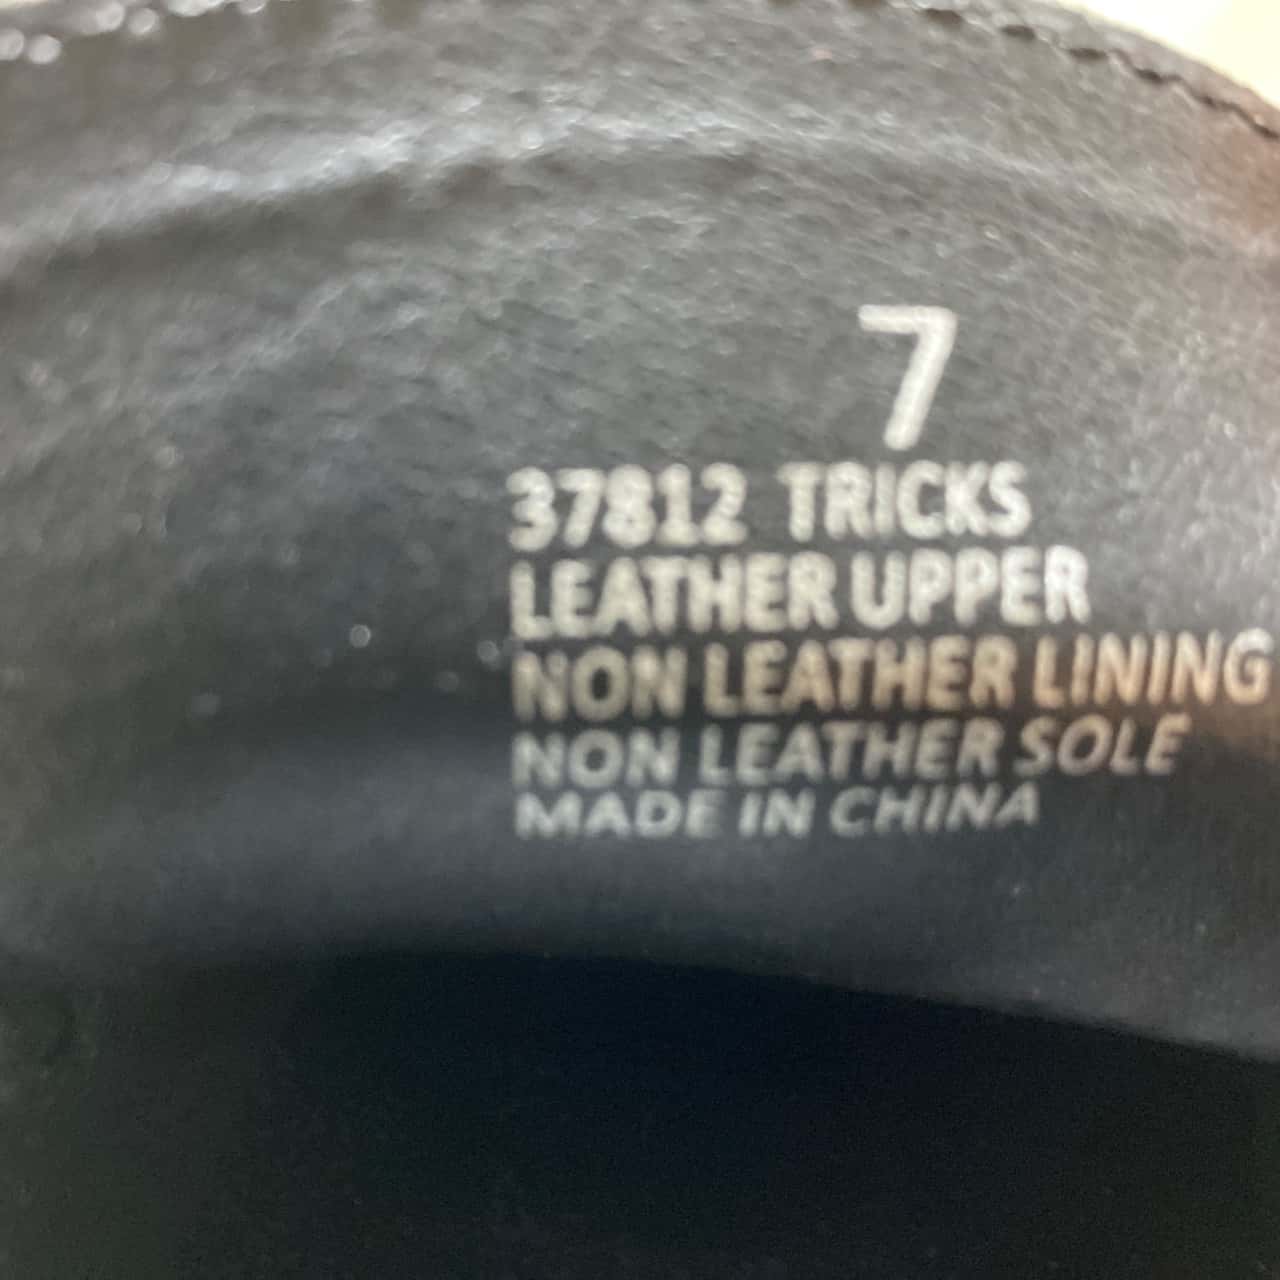 7
37812 TRICKS
LEATHER UPPER
NON LEATHER LINING
NON LEATHER SOLE
MADE IN CHINA